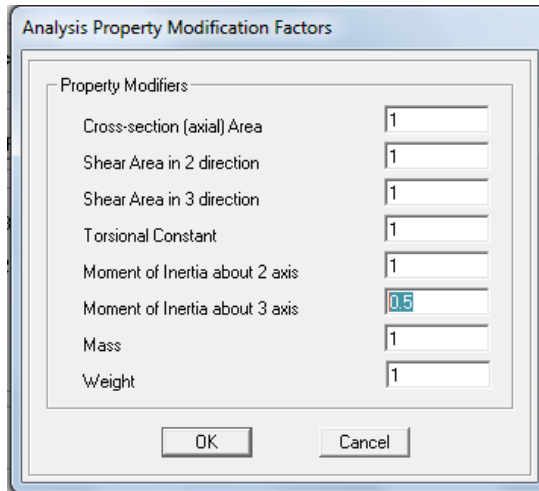 Analysis Property Modification Factors
Property Modifiers
Cross-section (axial) Area 1
Shear Area in 2 direction 1
Shear Area in 3 direction 1
Torsional Constant 1
Moment of Inertia about 2 axis 1
Moment of Inertia about 3 axis 0.5
Mass 1
Weight 1
OK Cancel